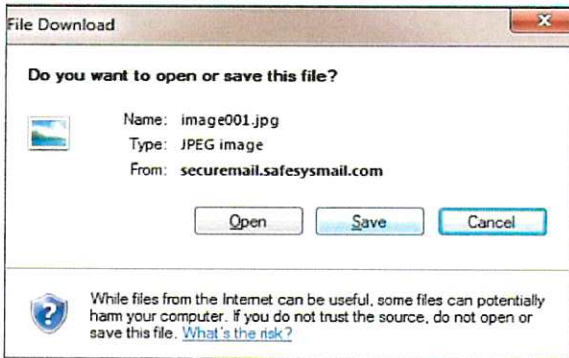 File Download
x
Do you want to open or save this file?
Name: image001.jpg
Type: JPEG image
From: securemail.safesysmail.com
Open Save Cancel
While files from the Internet can be useful, some files can potentially
harm your computer. If you do not trust the source, do not open or
save this file. What's the risk?